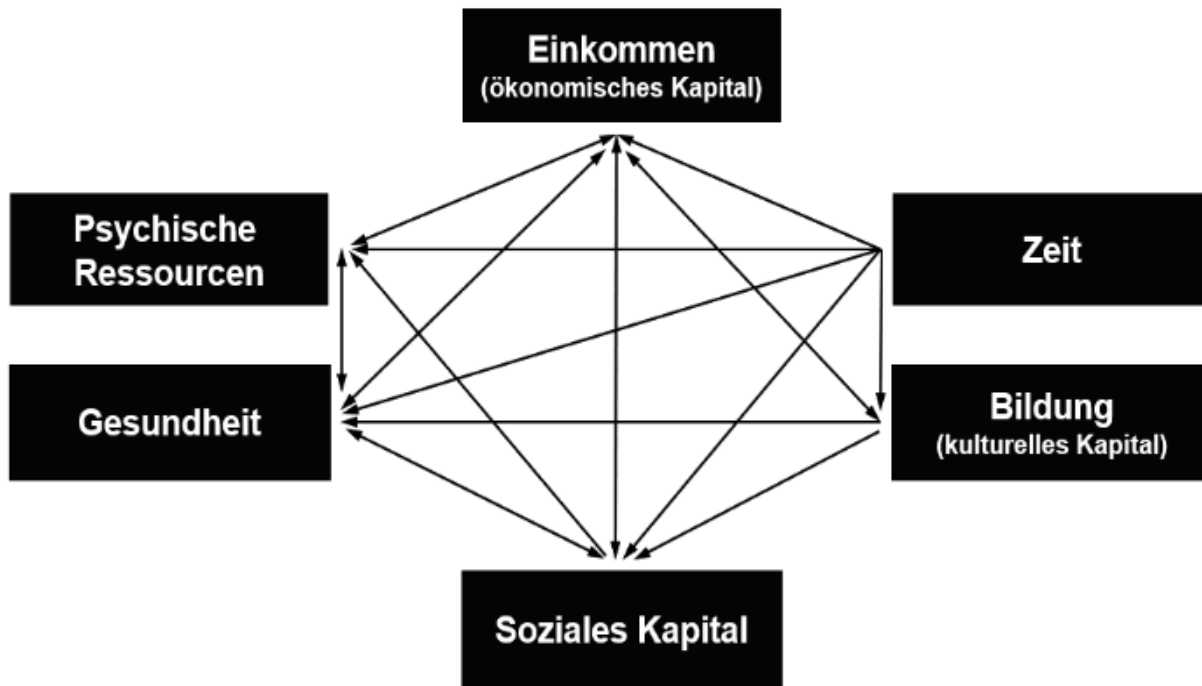 Einkommen
(ökonomisches Kapital)
Psychische
Ressourcen
Zeit
Gesundheit
Bildung
(kulturelles Kapital)
Soziales Kapital